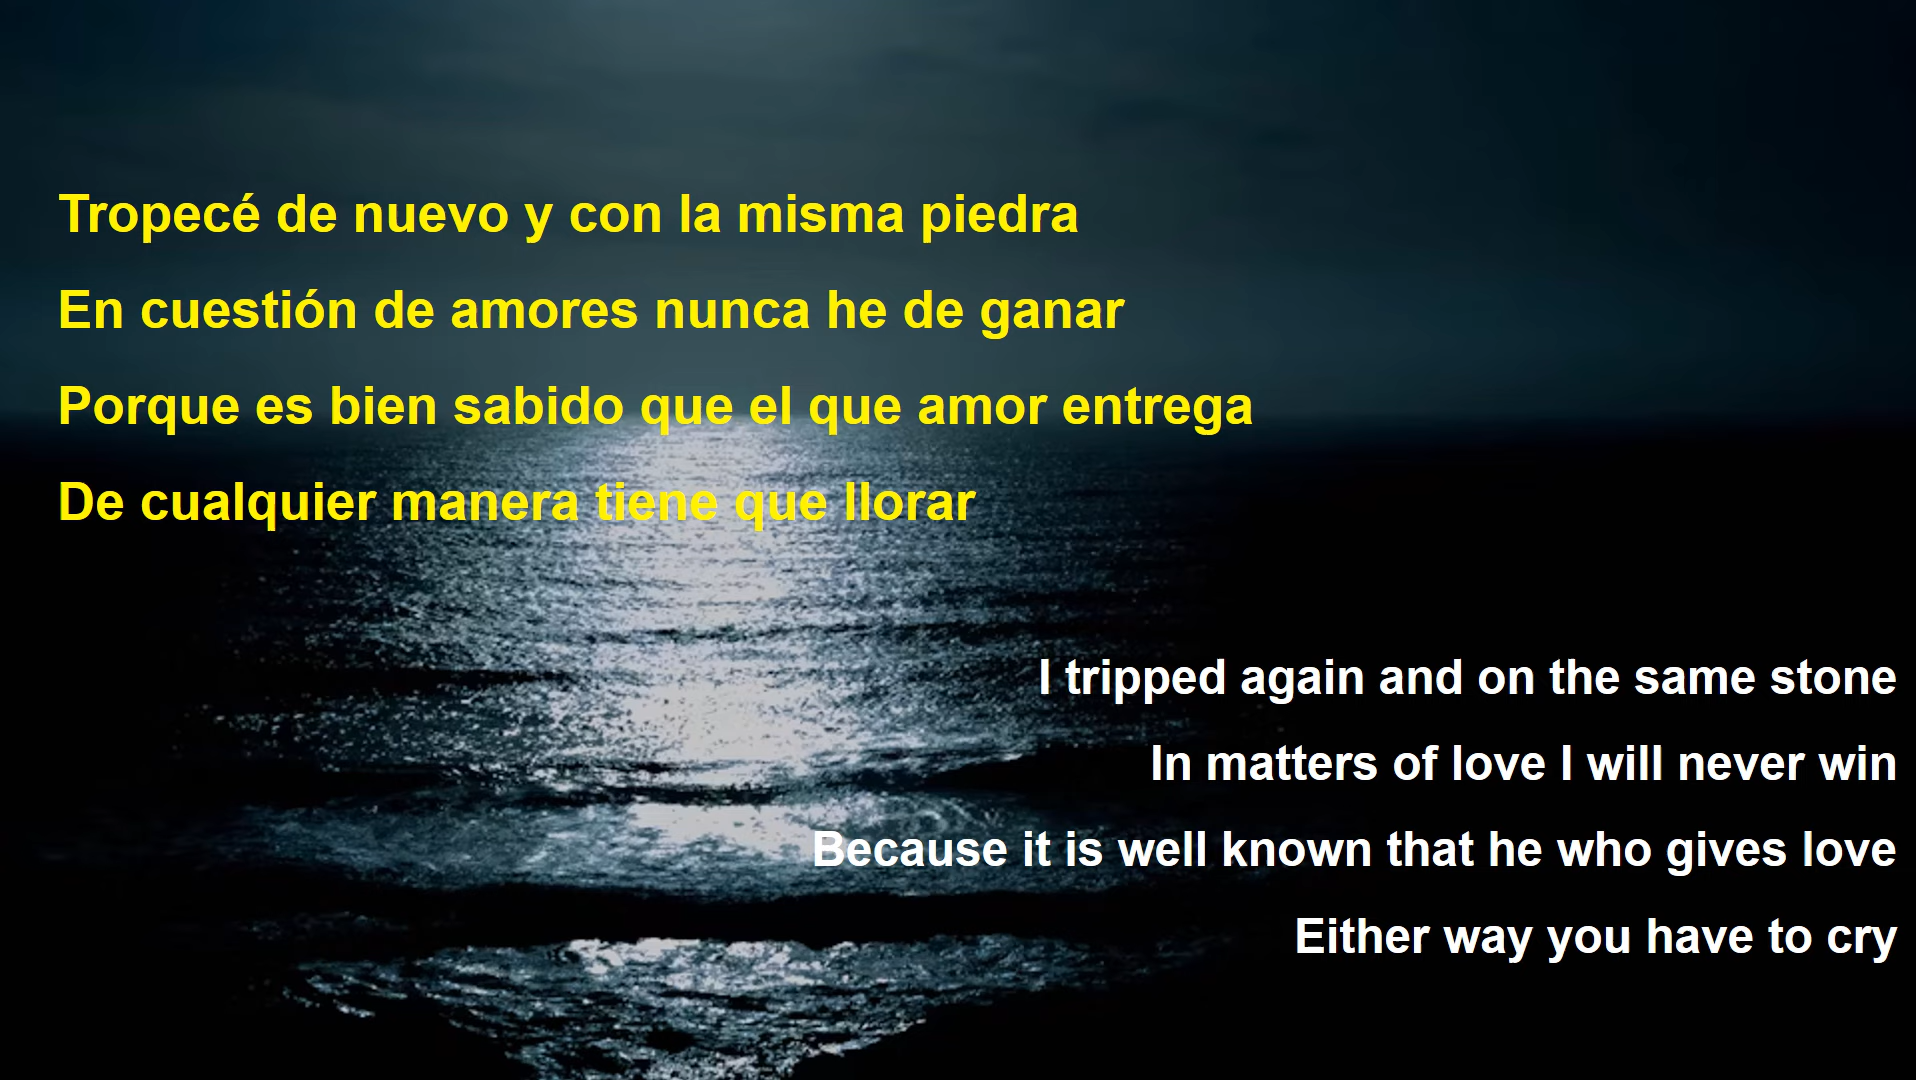 Tropecé de nuevo y con la misma piedra
En cuestión de amores nunca he de ganar
Porque es bien sabido que el que amor entrega
De cualquier manera tiene que llorar
I tripped again and on the same stone
In matters of love I will never win
Because it is well known that he who gives love
Either way you have to cry